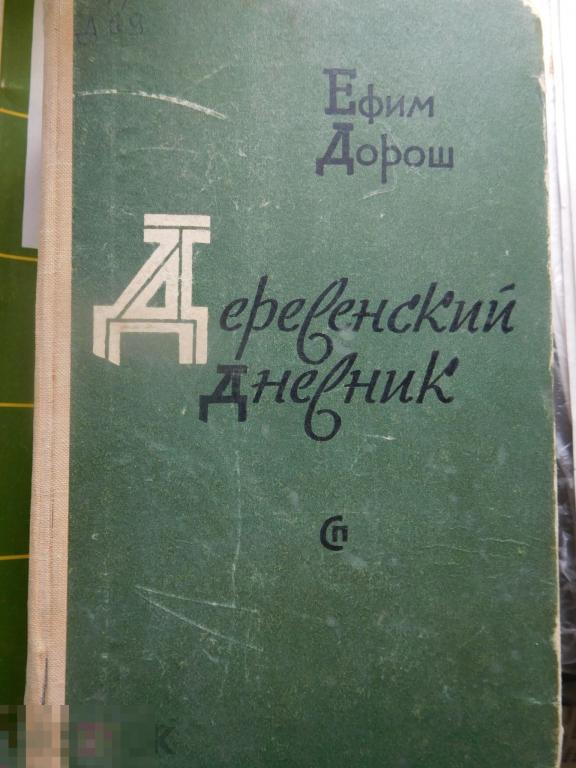 Ефим
Дорош
Деревенский
Дневник
Сп